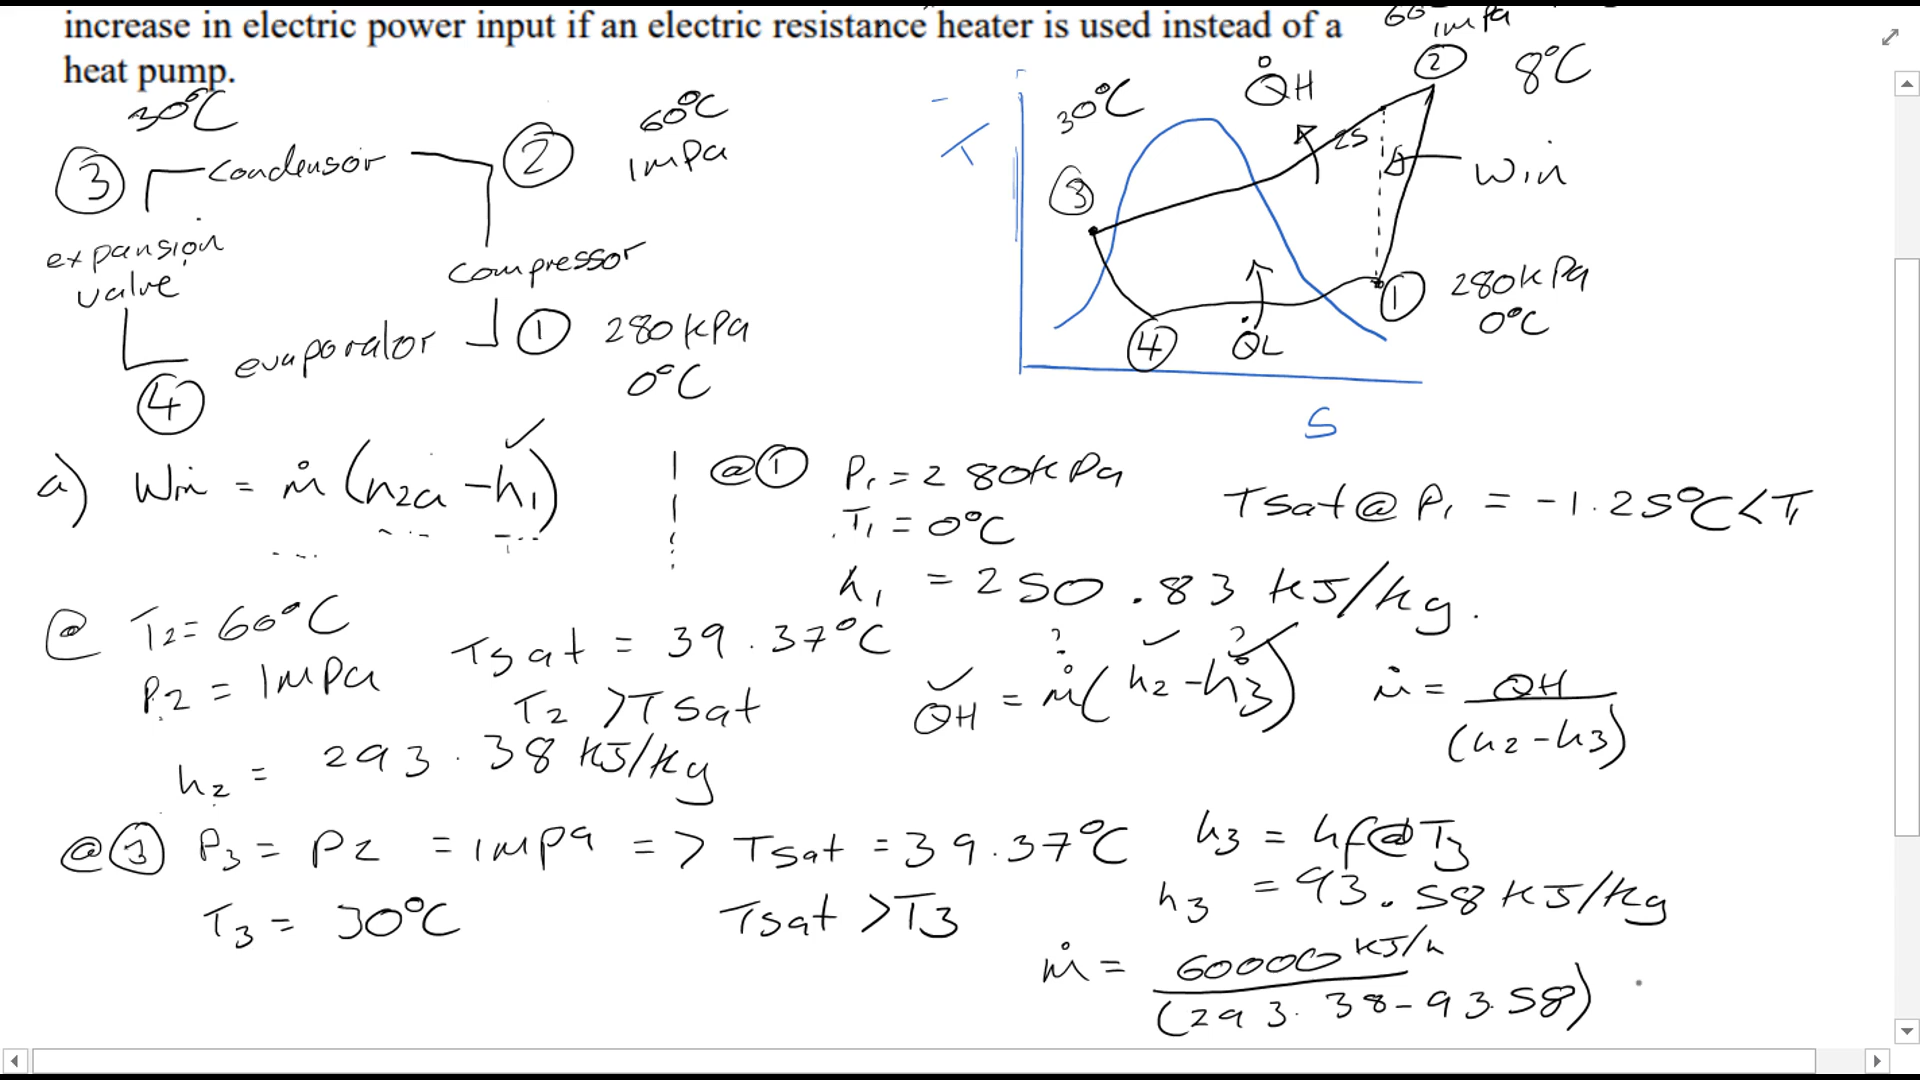 increase in electric power input if an electric resistance heater is used instead of a
heat pump.
1MPa
② 8°C
30°C
③ Condensor ② 60°C
1MPa
expansion
valve
compressor
④ evaporator ① 280kPa
0°C
T
30°C
Q̇H
2s
Win
③
④
Q̇L
① 280kPa
0°C
S
a) Win = ṁ (h2a - h1)
@① P1 = 280kPa
T1 = 0°C
Tsat@ P1 = -1.25°C < T1
h1 = 250.83 kJ/kg.
@ T2 = 60°C
P2 = 1MPa
Tsat = 39.37°C
T2 > Tsat
h2 = 293.38 kJ/kg
? ?
Q̇H = ṁ(h2 - h3)
ṁ = QH
(h2 - h3)
@③ P3 = P2 = 1MPa => Tsat = 39.37°C
T3 = 30°C Tsat > T3
h3 = hf@T3
h3 = 93.58 kJ/kg
ṁ = 60000 kJ/h
(293.38 - 93.58)